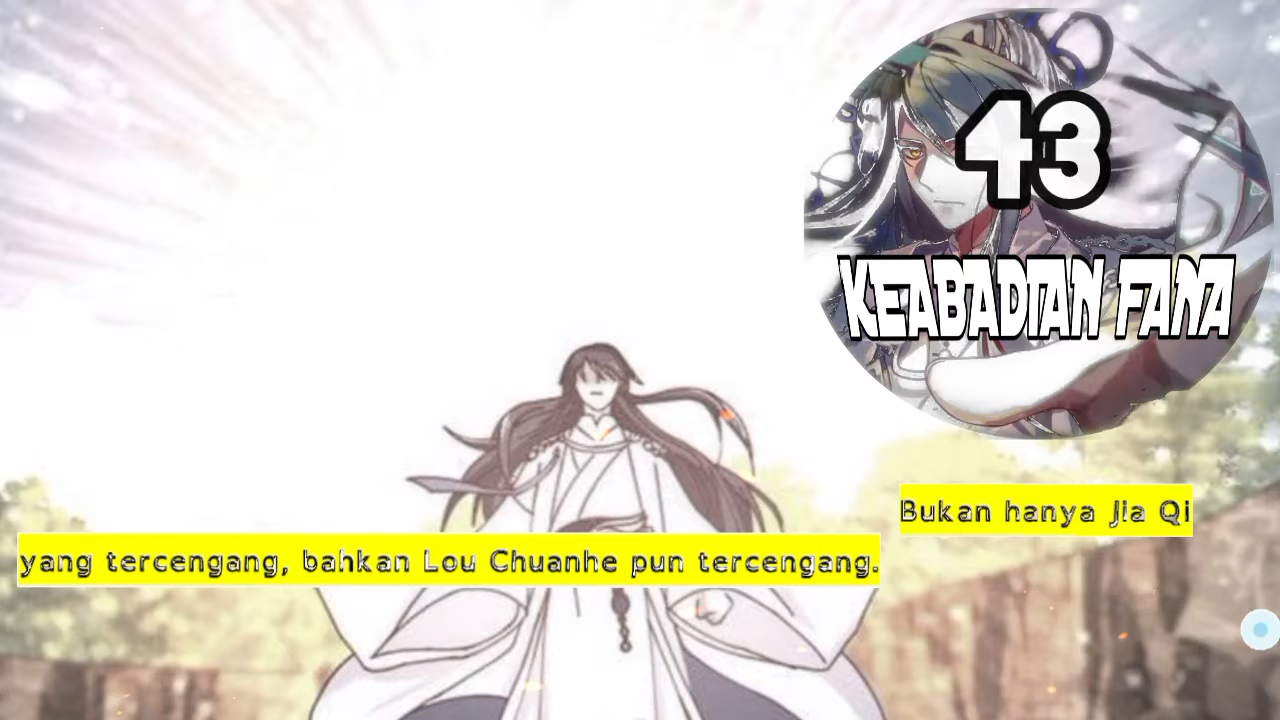 43
KEABADIAN FANA
Bukan hanya Jia Qi
yang tercengang, bahkan Lou Chuanhe pun tercengang.